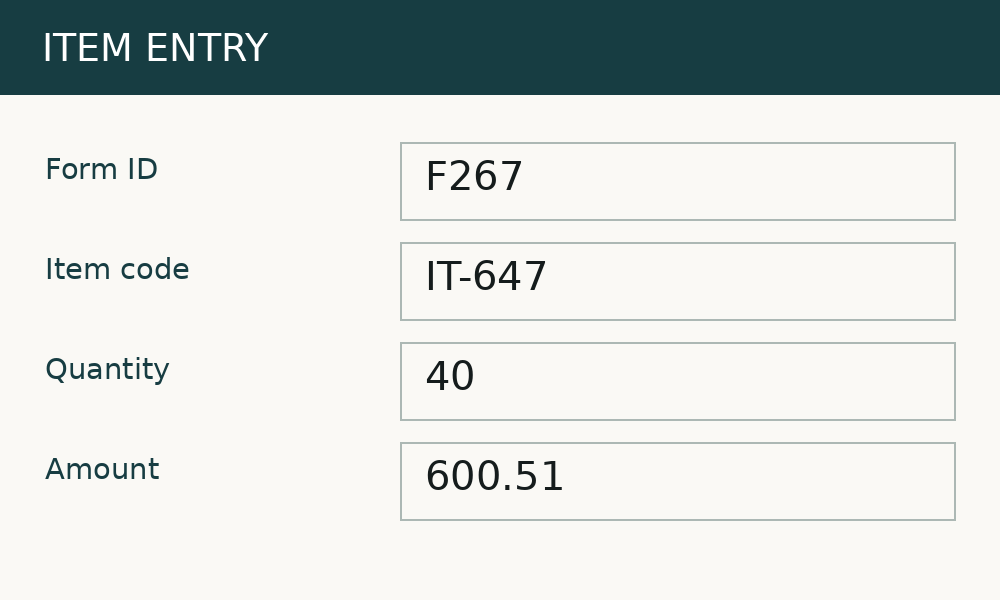 ITEM ENTRY
Form ID F267
Item code IT-647
Quantity 40
Amount 600.51